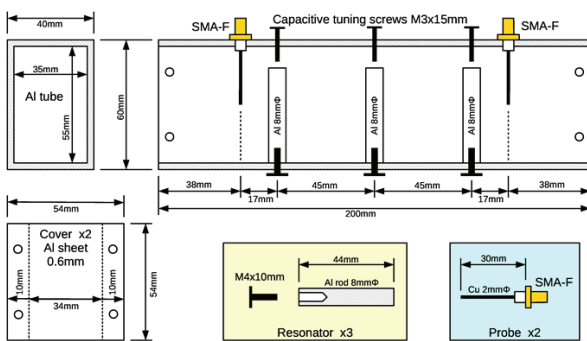 40mm
35mm
Al tube
55mm
60mm
SMA-F
Capacitive tuning screws M3x15mm
SMA-F
Al 8mmΦ
Al 8mmΦ
Al 8mmΦ
38mm
17mm
45mm
45mm
17mm
38mm
200mm
54mm
Cover x2
Al sheet
0.6mm
10mm
34mm
10mm
54mm
44mm
M4x10mm
Al rod 8mmΦ
Resonator x3
30mm
Cu 2mmΦ
SMA-F
Probe x2